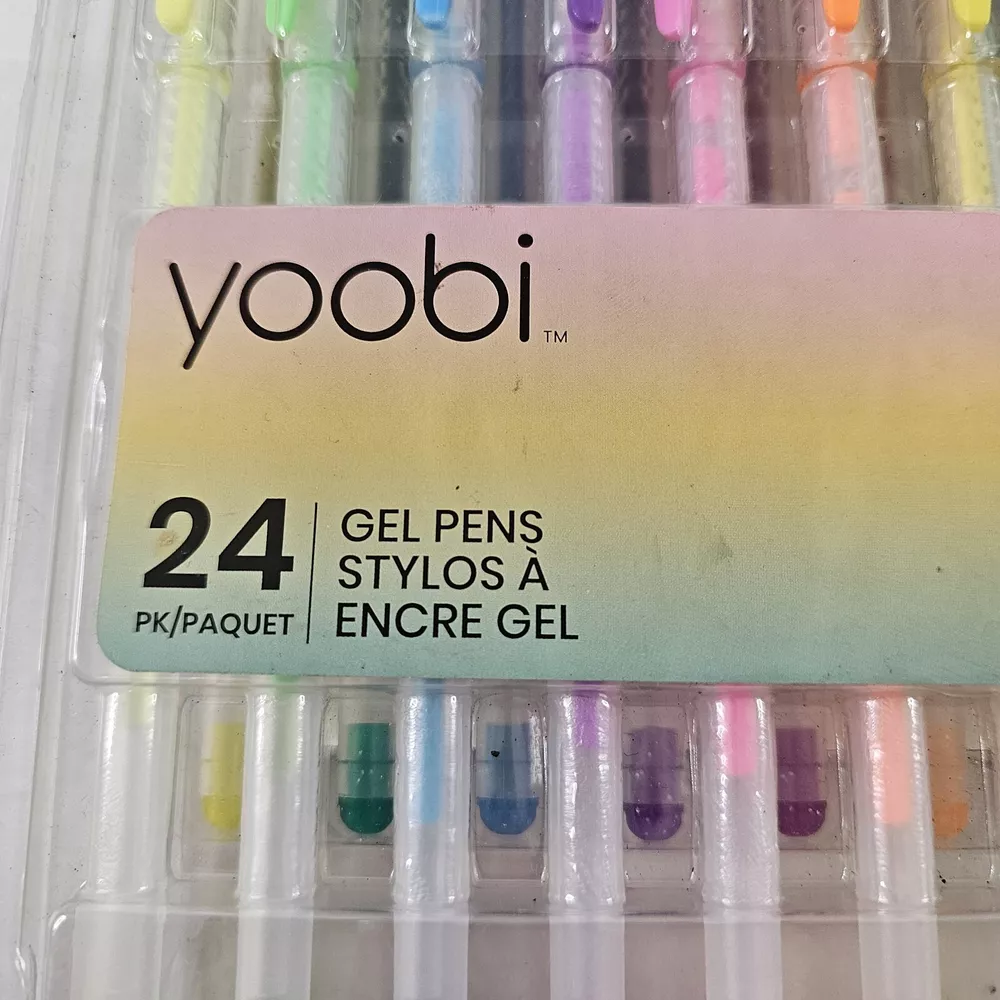 yoobi™
24
PK/PAQUET
GEL PENS
STYLOS À
ENCRE GEL